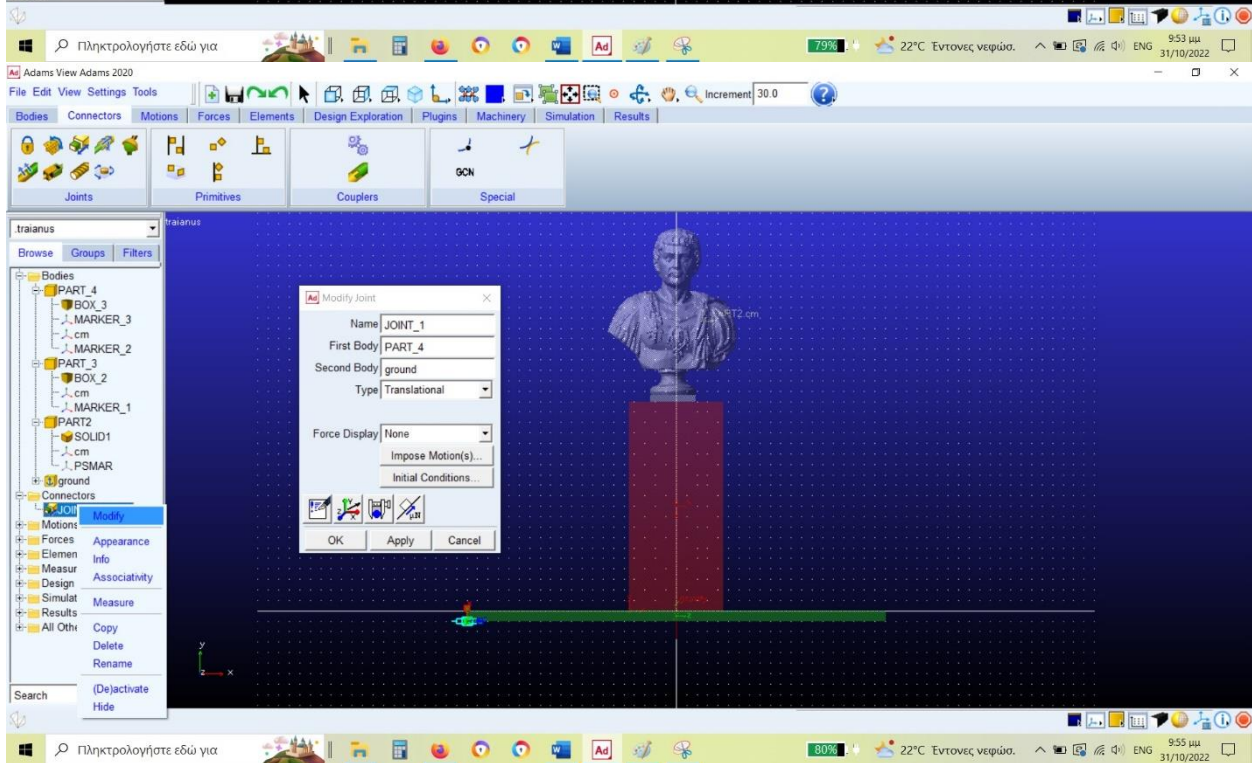 Πληκτρολογήστε εδώ για
Ad
79%
22°C Έντονες νεφώσ.
ENG
9:53 μμ
31/10/2022
Ad Adams View Adams 2020
File Edit View Settings Tools
Increment 30.0
Bodies Connectors Motions Forces Elements Design Exploration Plugins Machinery Simulation Results
GCN
Joints Primitives Couplers Special
.traianus
traianus
Browse Groups Filters
Bodies
PART_4
BOX_3
MARKER_3
cm
MARKER_2
PART_3
BOX_2
cm
MARKER_1
PART2
SOLID1
cm
PSMAR
ground
Connectors
JOI
Motions
Forces
Elemen
Measur
Design
Simulat
Results
All Othe
Search
Modify
Appearance
Info
Associativity
Measure
Copy
Delete
Rename
(De)activate
Hide
Ad Modify Joint
Name JOINT_1
First Body PART_4
Second Body ground
Type Translational
Force Display None
Impose Motion(s)...
Initial Conditions...
OK Apply Cancel
y
z x
Πληκτρολογήστε εδώ για
Ad
80%
22°C Έντονες νεφώσ.
ENG
9:55 μμ
31/10/2022